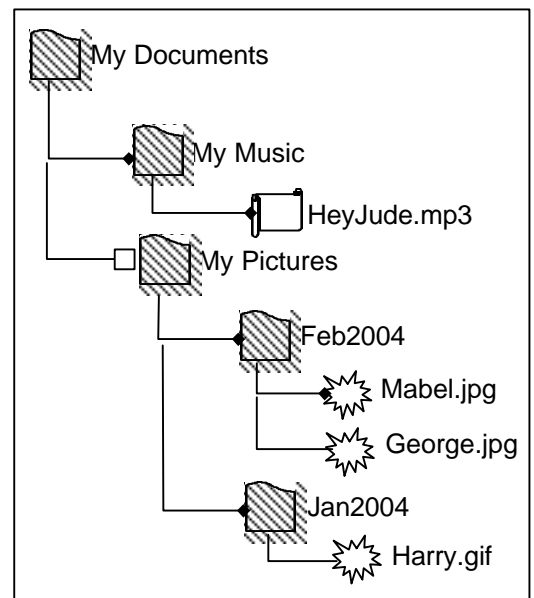 My Documents
My Music
HeyJude.mp3
My Pictures
Feb2004
Mabel.jpg
George.jpg
Jan2004
Harry.gif